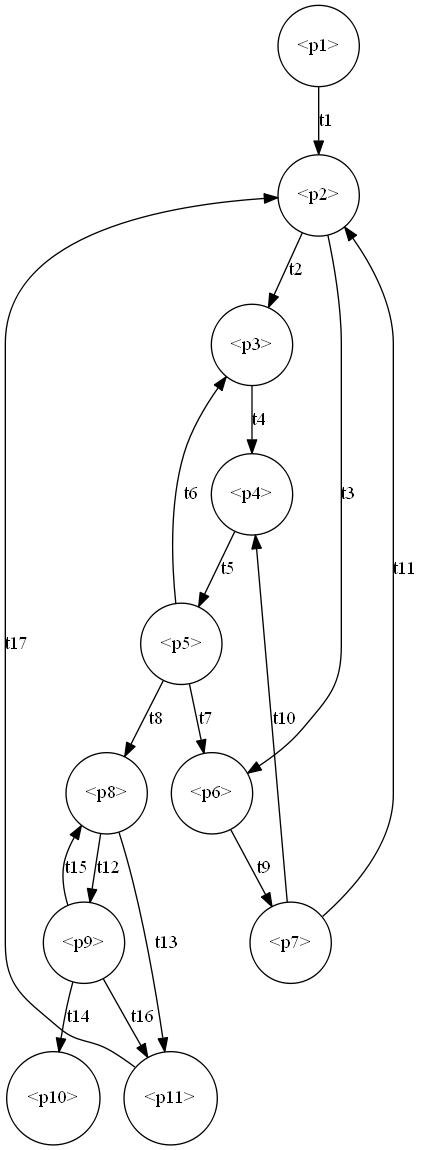 <p1>
t1
<p2>
t2
<p3>
t4
<p4>
t3
t6
t5
t11
<p5>
t17
t8
t7
t10
<p8>
<p6>
t15
t12
t9
t13
<p9>
<p7>
t14
t16
<p10>
<p11>